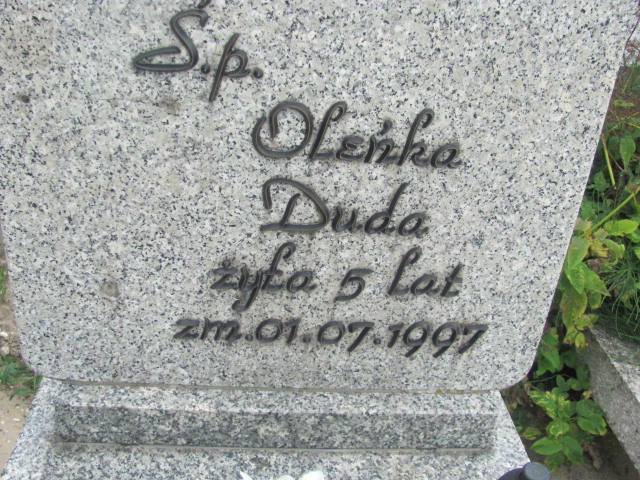 Ś.p.
Oleńka
Duda
żyła 5 lat
zm.01.07.1997